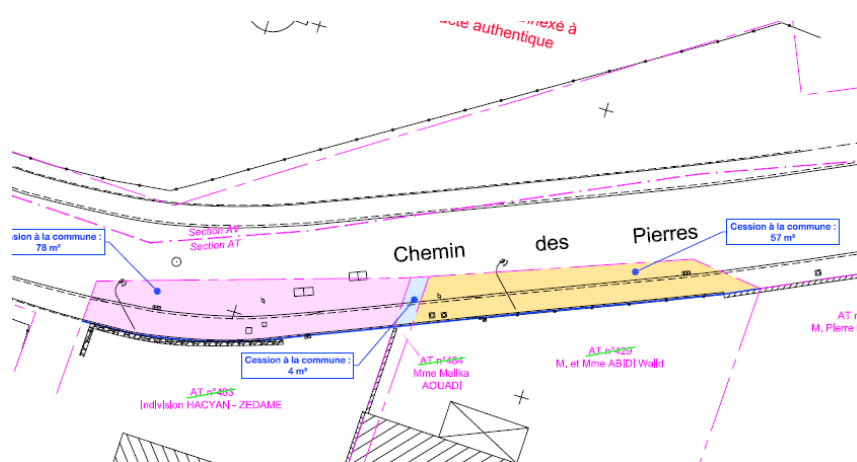 annexé à
acte authentique
Section AV
Section AT
Cession à la commune :
78 m²
Chemin des Pierres
Cession à la commune :
57 m²
Cession à la commune :
4 m²
AT n°483
Indivision HACYAN - ZEDAME
AT n°484
Mme Malika
AOUADI
AT n°429
M. et Mme ABIDI Walid
AT n
M. Pierre